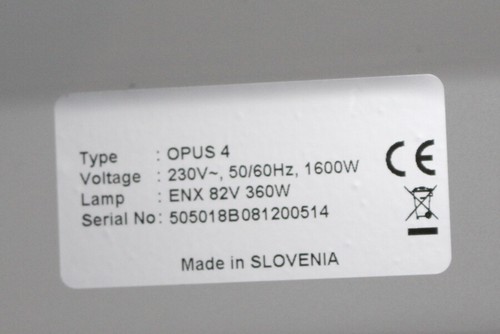 Type : OPUS 4
Voltage : 230V~, 50/60Hz, 1600W
Lamp : ENX 82V 360W
Serial No: 505018B081200514
CE
Made in SLOVENIA